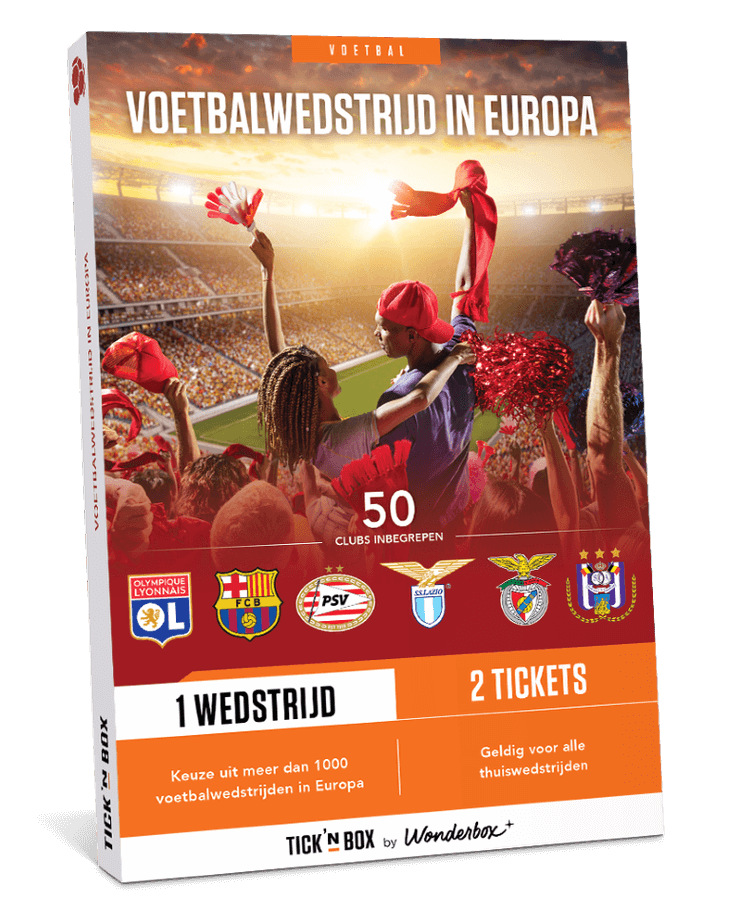 VOETBAL
VOETBALWEDSTRIJD IN EUROPA
VOETBALWEDSTRIJD IN EUROPA
50
CLUBS INBEGREPEN
OLYMPIQUE
LYONNAIS
OL
FCB
PSV
S.S.LAZIO
1 WEDSTRIJD
2 TICKETS
Keuze uit meer dan 1000
voetbalwedstrijden in Europa
Geldig voor alle
thuiswedstrijden
TICK'N BOX
TICK'N BOX by Wonderbox+